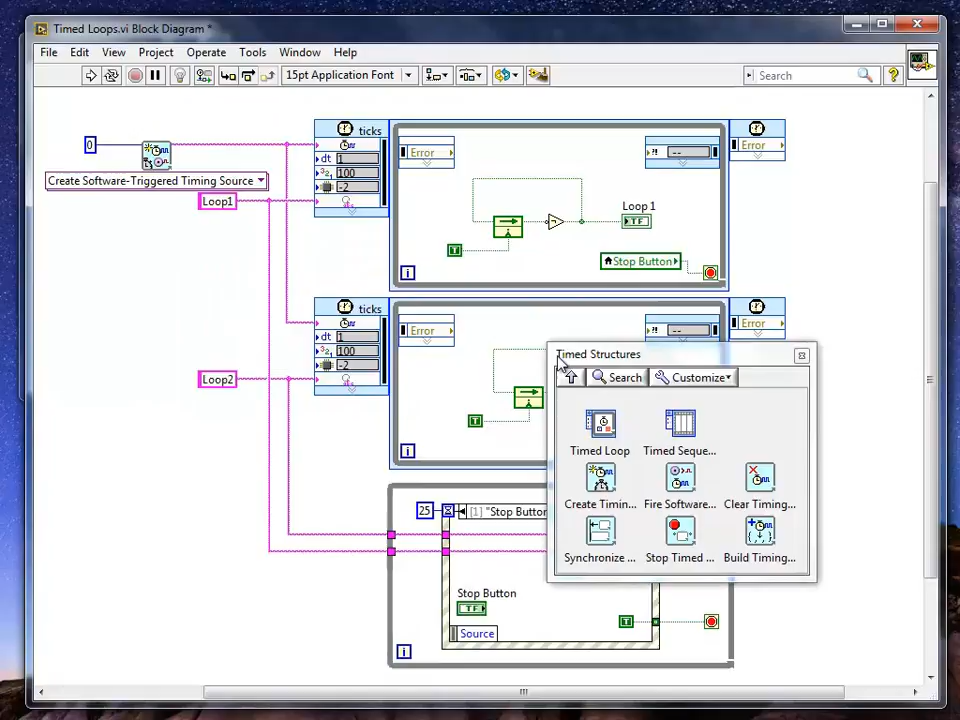 Timed Loops.vi Block Diagram *
File Edit View Project Operate Tools Window Help
15pt Application Font
Search
?
ticks
0
Error
?!
--
Error
dt 1
100
-2
Create Software-Triggered Timing Source
Loop1
Loop 1
TF
T
Stop Button
i
ticks
Error
?!
--
Error
dt 1
100
-2
Loop2
T
i
Timed Structures
Search
Customize
Timed Loop
Timed Seque...
Create Timin...
Fire Software...
Clear Timing...
Synchronize ...
Stop Timed ...
Build Timing...
25
[1] "Stop Button
Stop Button
TF
T
Source
i